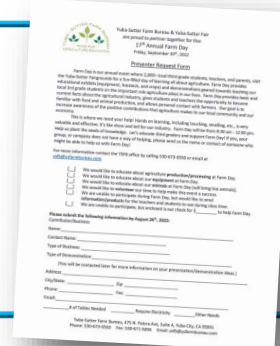 Yuba-Sutter Farm Bureau & Yuba-Sutter Fair
are proud to partner together for the:
17th Annual Farm Day
Friday, September 30th, 2022
Presenter Request Form
Farm Day is our annual event where 2,000+ local third grade students, teachers, and parents, visit
the Yuba-Sutter Fairgrounds for a fun filled day of learning all about agriculture. Farm Day provides
educational exhibits (equipment, livestock, and crops) and demonstrations geared towards teaching our
local 3rd grade students on the important role agriculture plays in our lives. Farm Day provides basic and
current facts about the agricultural industry, gives students and teachers the opportunity to become
familiar with food and animal production, and allows personal contact with farmers. Our goal is to
increase awareness of the positive contributions that agriculture makes to our local community and our
economy.
This is where we need your help! Hands on learning, including touching, smelling, etc., is very
valuable and effective; it's like show and tell for our industry. Farm Day will be from
Help us plant the seeds of knowledge. Let's educate third graders and support Farm Day! If you, your
group, or company does not have a way of helping, please send us the name or contact of someone who
might be able to help us with Farm Day!
For more information contact the YSFB office by calling 530-673-6550 or email at
ysfb@ysfarmbureau.com
We would like to educate about agriculture production/processing at Farm Day.
We would like to educate about our equipment at Farm Day.
We would like to educate about our animals at Farm Day (will bring live animals).
We would like to volunteer our time to help make this event a success.
We are unable to participate during Farm Day, but would like to send
information/products for the teachers and students to use during class time.
We are unable to participate, but enclosed is our check for $ to help Farm Day
Please submit the following information by August 26th, 2022:
Contributor/Business
Name:
Contact Name:
Type of Business:
Type of Demonstration:
(You will be contacted later for more information on your presentation/demonstration ideas.)
Address:
City/State: Zip:
Phone: Fax:
Email:
# of Tables Needed Require Electricity Other Needs
Yuba-Sutter Farm Bureau, 475 N. Palora Ave, Suite A, Yuba City, CA 95991
Phone: 530-673-6550 Fax: Email: ysfb@ysfarmbureau.com